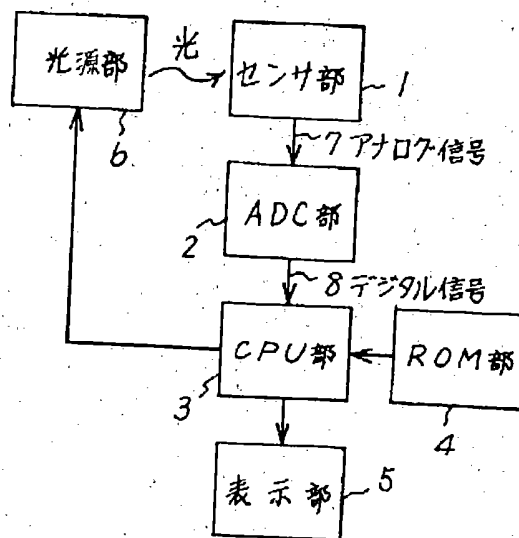 光源部
光
センサ部
1
6
7 アナログ信号
ADC部
2
8 デジタル信号
CPU部
ROM部
3
4
表示部
5